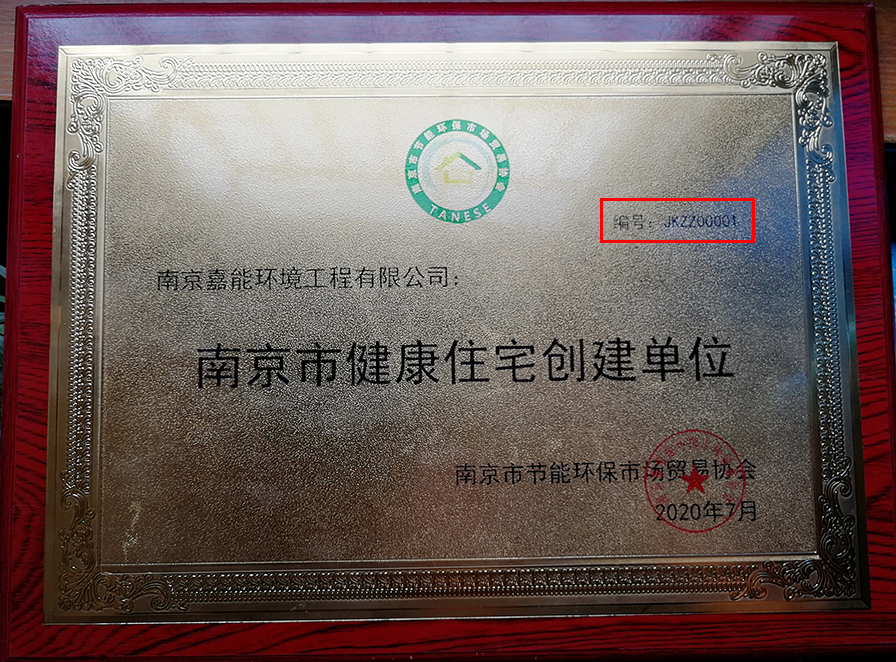 南京市节能环保市场贸易协会
TANESE
编号：JKZZ00001
南京嘉能环境工程有限公司：
南京市健康住宅创建单位
南京市节能环保市场贸易协会
2020年7月